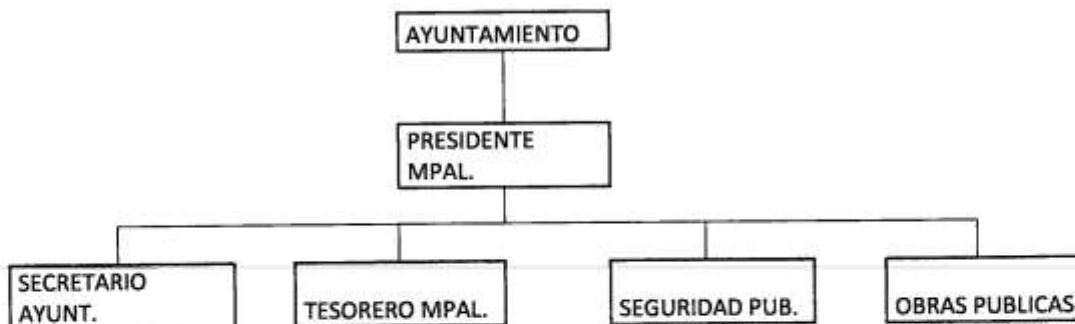 AYUNTAMIENTO
PRESIDENTE
MPAL.
SECRETARIO
AYUNT.
TESORERO MPAL.
SEGURIDAD PUB.
OBRAS PUBLICAS